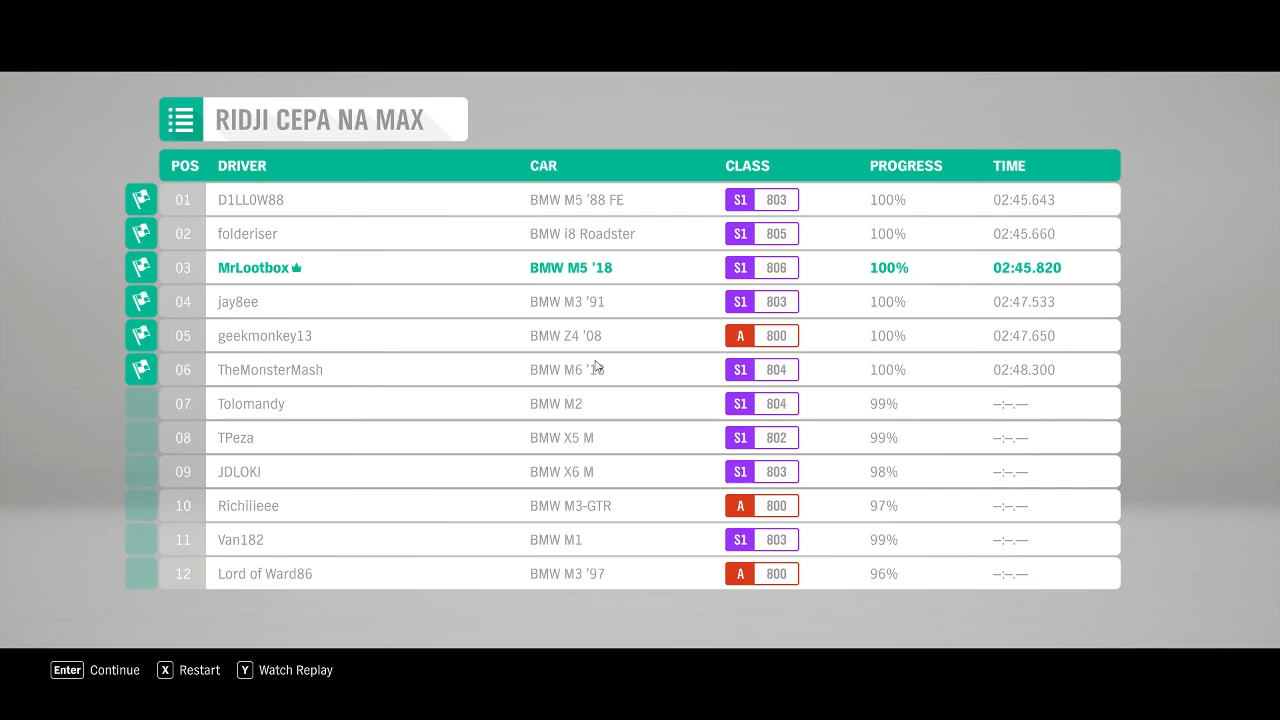 RIDJI CEPA NA MAX
POS DRIVER CAR CLASS PROGRESS TIME
01 D1LL0W88 BMW M5 '88 FE S1 803 100% 02:45.643
02 folderiser BMW i8 Roadster S1 805 100% 02:45.660
03 MrLootbox BMW M5 '18 S1 806 100% 02:45.820
04 jay8ee BMW M3 '91 S1 803 100% 02:47.533
05 geekmonkey13 BMW Z4 '08 A 800 100% 02:47.650
06 TheMonsterMash BMW M6 S1 804 100% 02:48.300
07 Tolomandy BMW M2 S1 804 99% --:--.---
08 TPeza BMW X5 M S1 802 99% --:--.---
09 JDLOKI BMW X6 M S1 803 98% --:--.---
10 Richiiieee BMW M3-GTR A 800 97% --:--.---
11 Van182 BMW M1 S1 803 99% --:--.---
12 Lord of Ward86 BMW M3 '97 A 800 96% --:--.---
Enter Continue X Restart Y Watch Replay